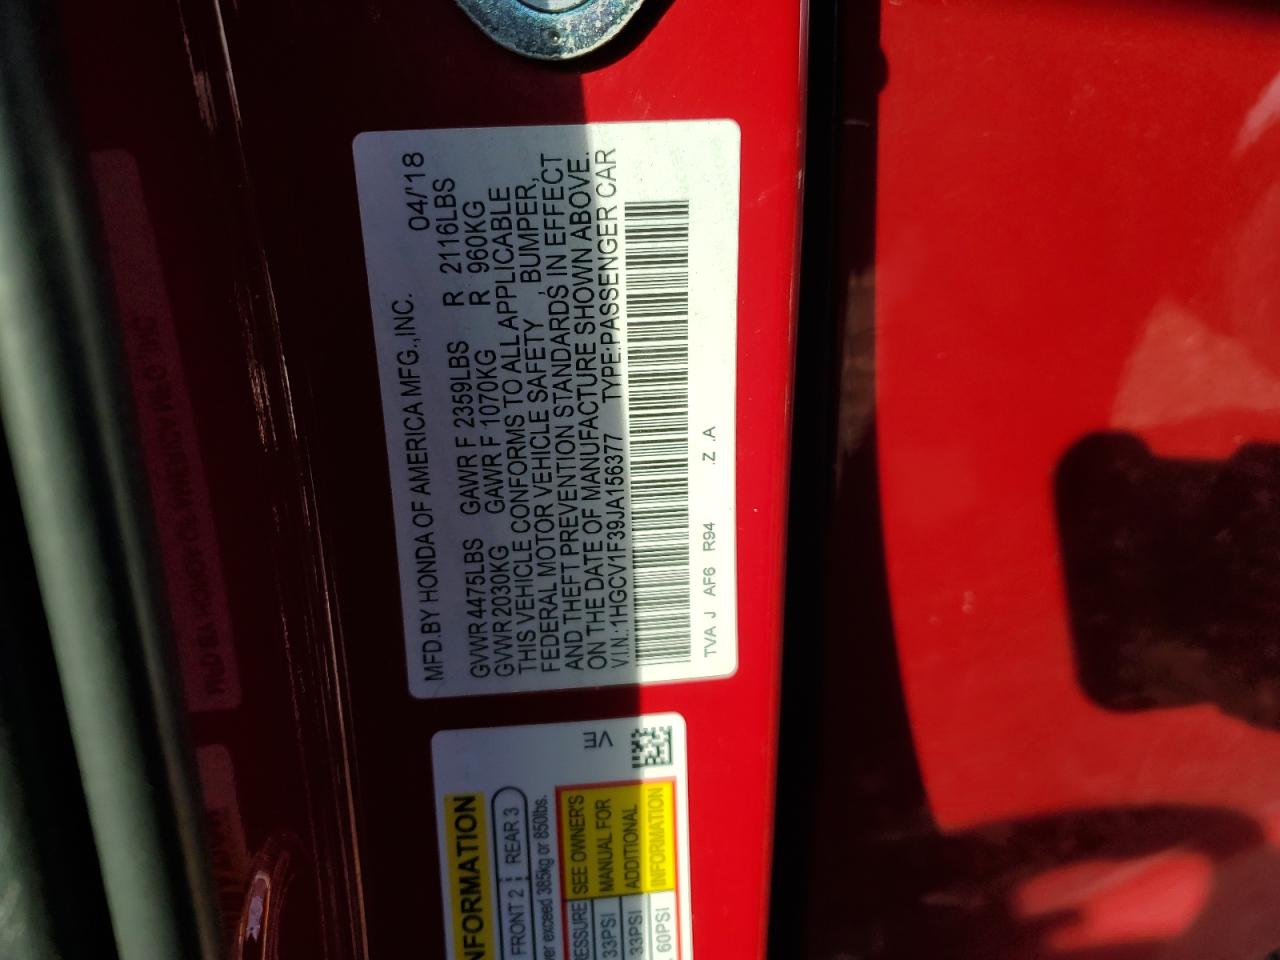 MFD.BY HONDA OF AMERICA MFG.,INC. 04/'18
GVWR 4475LBS GAWR F 2359LBS R 2116LBS
GVWR 2030KG GAWR F 1070KG R 960KG
THIS VEHICLE CONFORMS TO ALL APPLICABLE
FEDERAL MOTOR VEHICLE SAFETY , BUMPER,
AND THEFT PREVENTION STANDARDS IN EFFECT
ON THE DATE OF MANUFACTURE SHOWN ABOVE.
V.I.N.:1HGCV1F39JA156377 TYPE:PASSENGER CAR
TVA J AF6 R94 .Z .A
FRONT 2 REAR 3
exceed 385kg or 850lbs.
SEE OWNER'S
33PSI MANUAL FOR
33PSI ADDITIONAL
60PSI INFORMATION